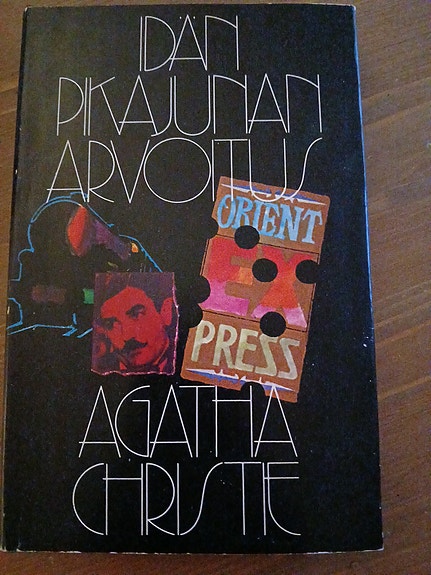 IDÄN
PIKAJUNAN
ARVOITUS
ORIENT
EX
PRESS
AGATHA
CHRISTIE